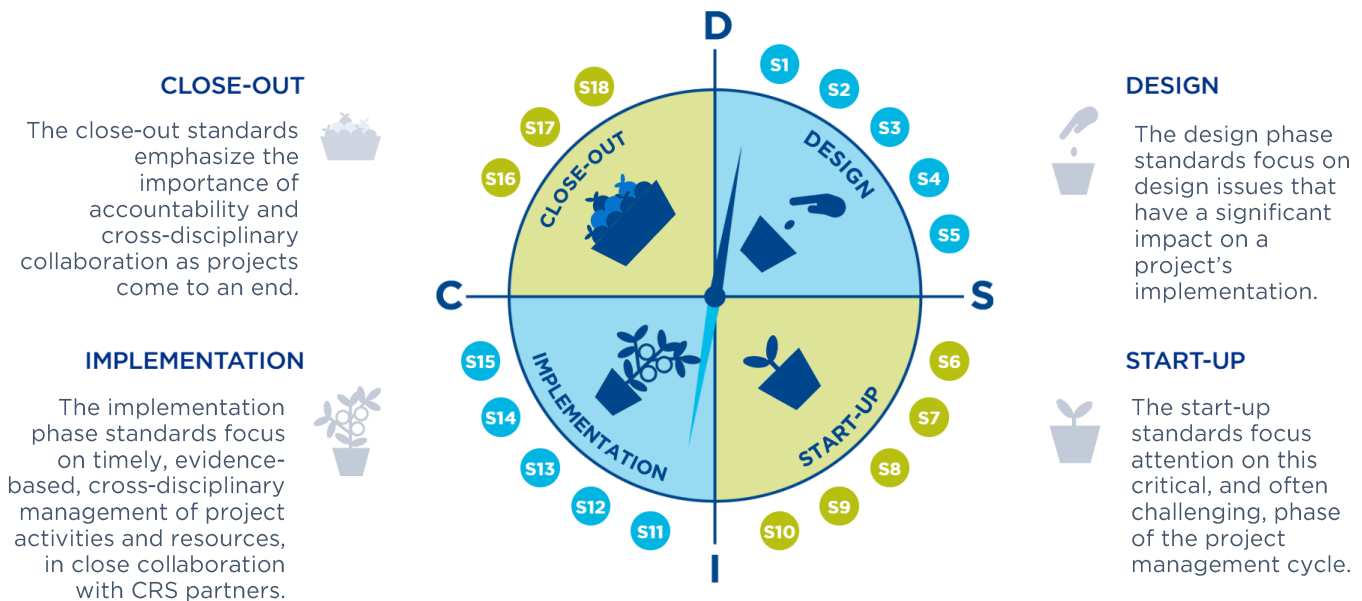 CLOSE-OUT
The close-out standards
emphasize the
importance of
accountability and
cross-disciplinary
collaboration as projects
come to an end.
IMPLEMENTATION
The implementation
phase standards focus
on timely, evidence-
based, cross-disciplinary
management of project
activities and resources,
in close collaboration
with CRS partners.
D
S
I
C
DESIGN
START-UP
IMPLEMENTATION
CLOSE-OUT
S1
S2
S3
S4
S5
S6
S7
S8
S9
S10
S11
S12
S13
S14
S15
S16
S17
S18
DESIGN
The design phase
standards focus on
design issues that
have a significant
impact on a
project’s
implementation.
START-UP
The start-up
standards focus
attention on this
critical, and often
challenging, phase
of the project
management cycle.